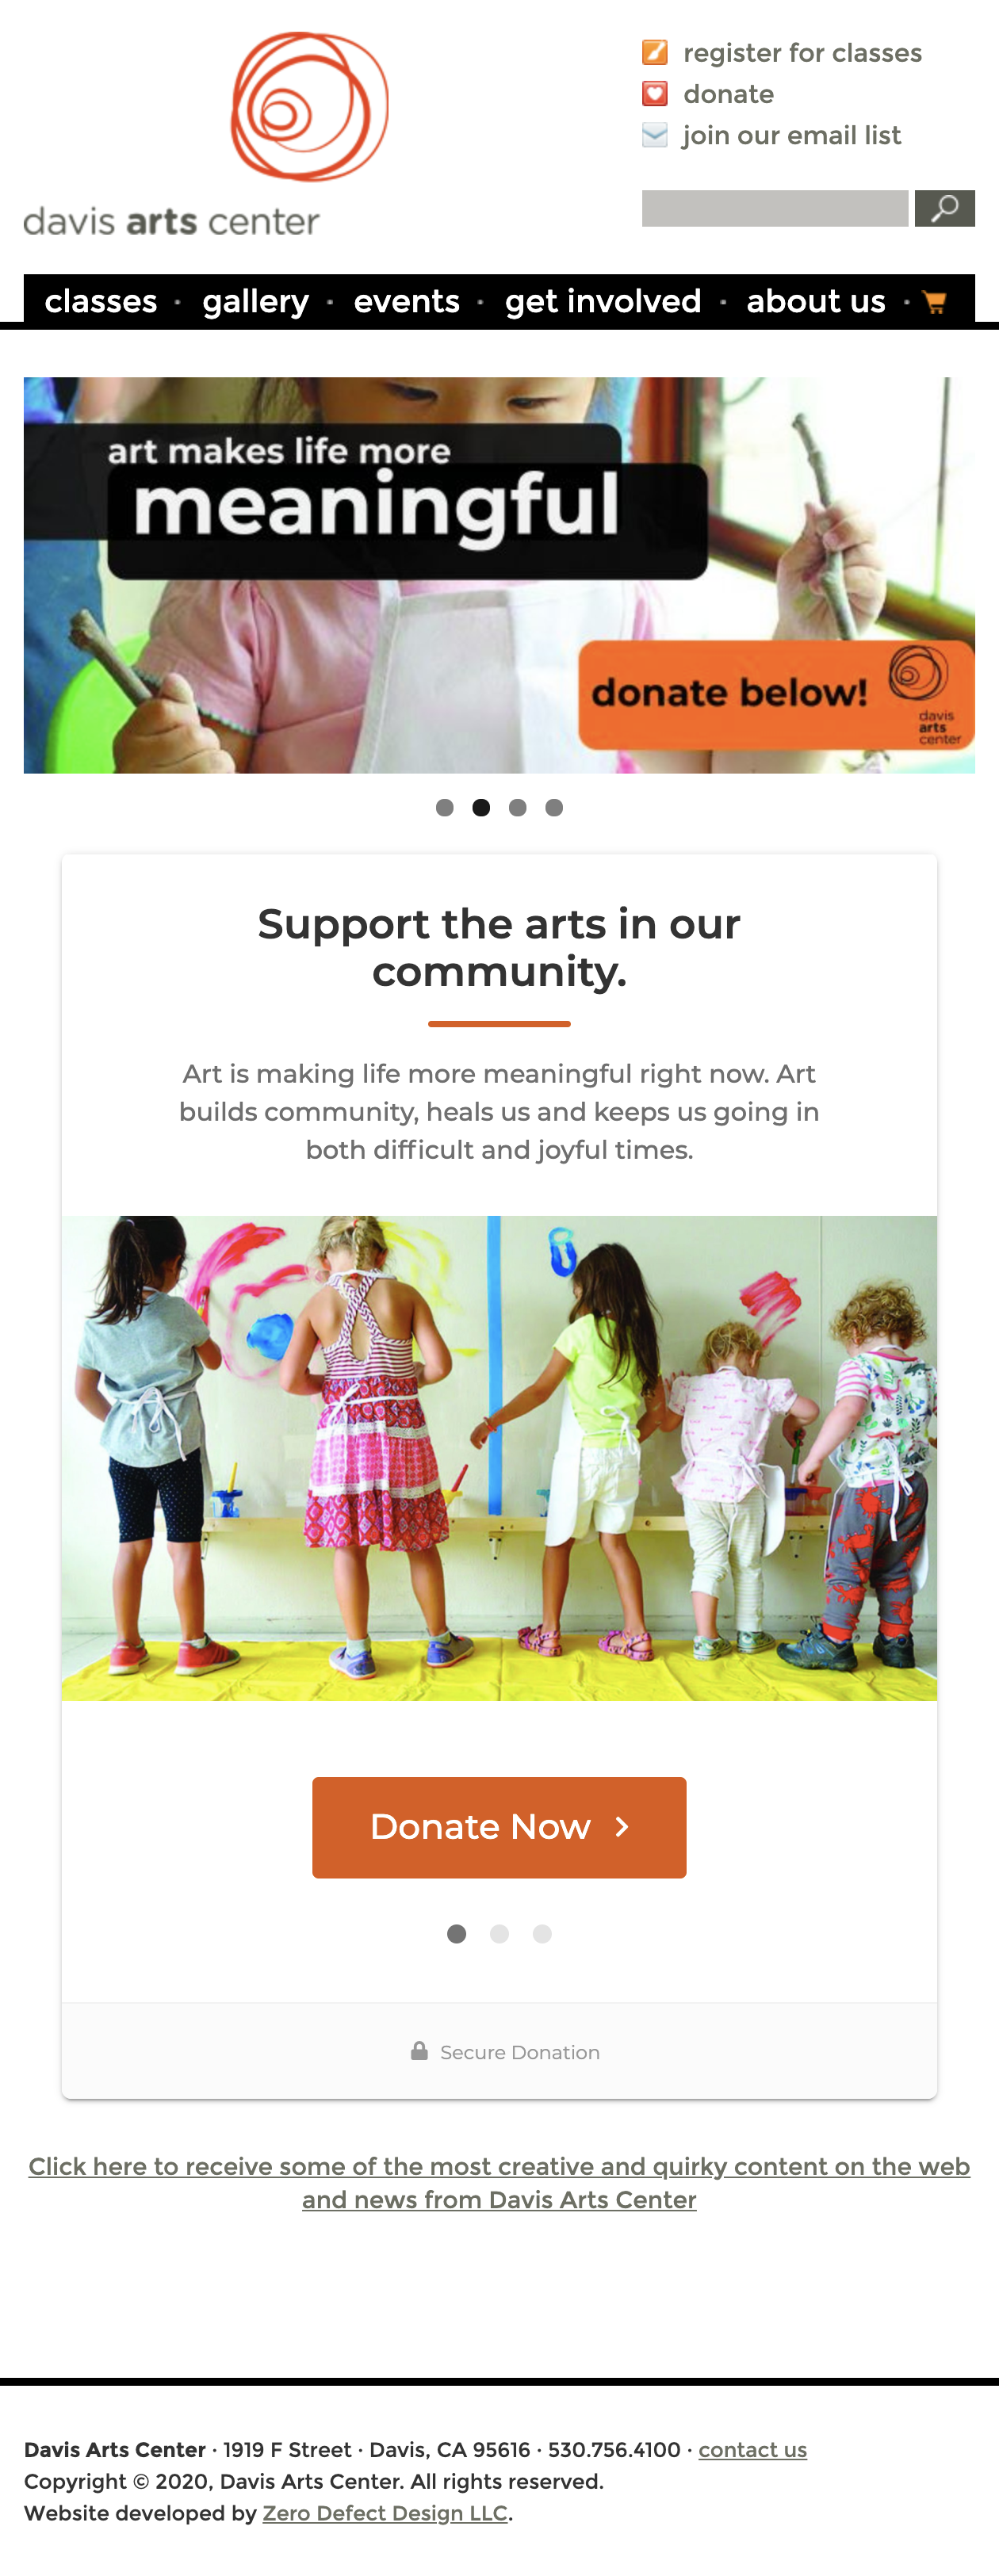 register for classes
donate
join our email list
davis arts center
classes · gallery · events · get involved · about us ·
art makes life more
meaningful
donate below!
davis
arts
center
Support the arts in our
community.
Art is making life more meaningful right now. Art
builds community, heals us and keeps us going in
both difficult and joyful times.
Donate Now
Secure Donation
Click here to receive some of the most creative and quirky content on the web
and news from Davis Arts Center
Davis Arts Center · 1919 F Street · Davis, CA 95616 · 530.756.4100 · contact us
Copyright © 2020, Davis Arts Center. All rights reserved.
Website developed by Zero Defect Design LLC.